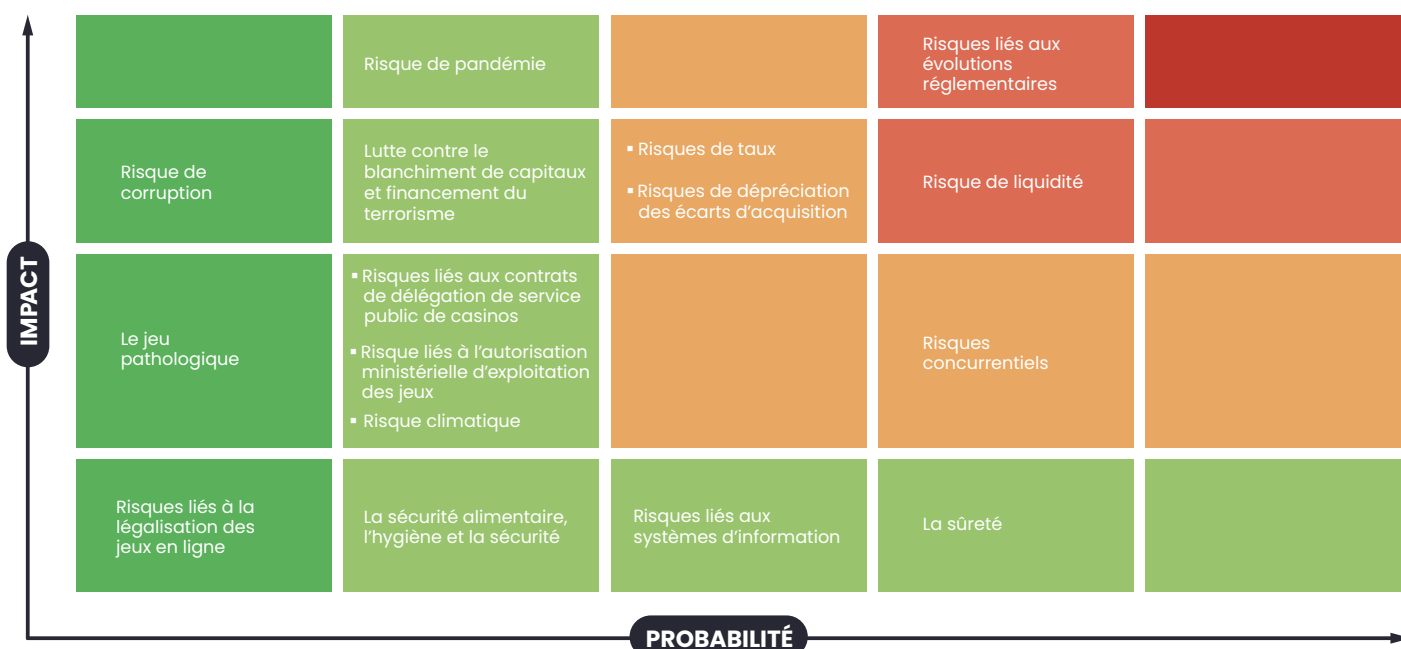 IMPACT
Risque de pandémie
Risques liés aux
évolutions
réglementaires
Risque de
corruption
Lutte contre le
blanchiment de capitaux
et financement du
terrorisme
▪ Risques de taux
▪ Risques de dépréciation
des écarts d’acquisition
Risque de liquidité
Le jeu
pathologique
▪ Risques liés aux contrats
de délégation de service
public de casinos
▪ Risque liés à l’autorisation
ministérielle d’exploitation
des jeux
▪ Risque climatique
Risques
concurrentiels
Risques liés à la
légalisation des
jeux en ligne
La sécurité alimentaire,
l’hygiène et la sécurité
Risques liés aux
systèmes d’information
La sûreté
PROBABILITÉ